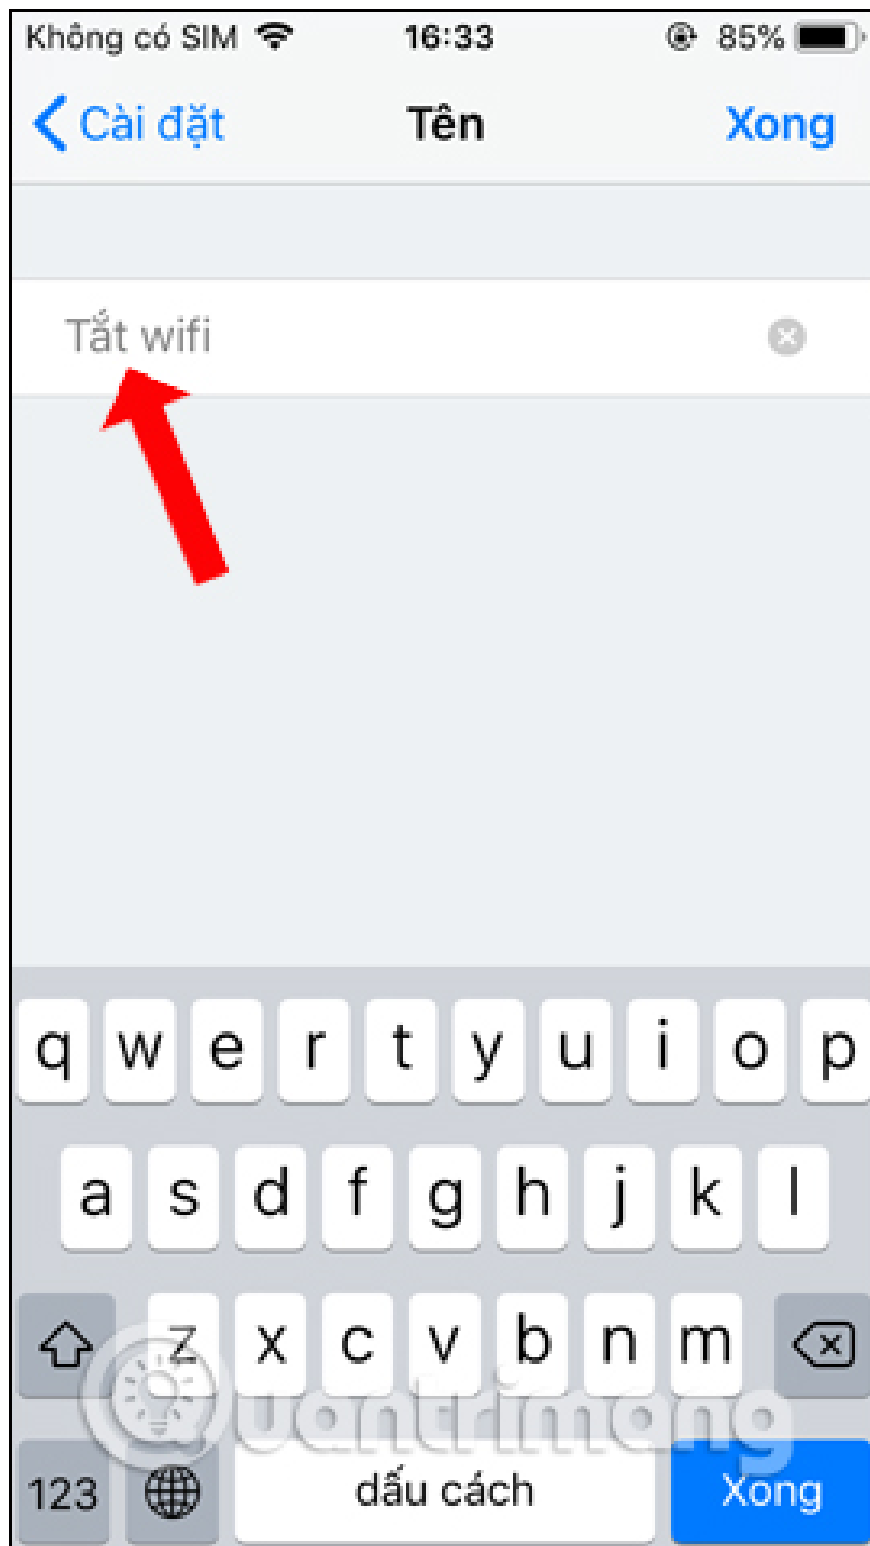 Không có SIM 16:33 85%
Cài đặt Tên Xong
Tắt wifi
q w e r t y u i o p
a s d f g h j k l
z x c v b n m
Quantrimang
123 dấu cách Xong